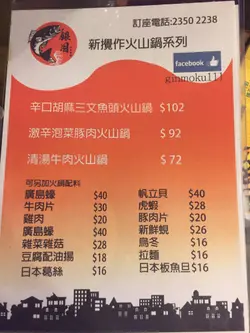 訂座電話:2350 2238
銀目
新攪作火山鍋系列
facebook
ginmoku111
辛口胡麻三文魚頭火山鍋 $102
激辛泡菜豚肉火山鍋 $ 92
清湯牛肉火山鍋 $ 72
可另加火鍋配料
廣島蠔 $40
牛肉片 $30
雞肉 $20
廣島蠔 $40
雜菜雜菇 $28
豆腐配油揚 $18
日本葛絲 $16
帆立貝 $40
虎蝦 $28
豚肉片 $20
新鮮蜆 $26
烏冬 $16
拉麵 $16
日本板魚旦 $16